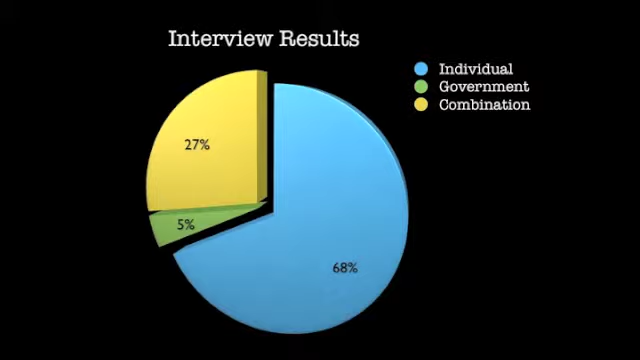 Interview Results
Individual
Government
Combination
27%
5%
68%